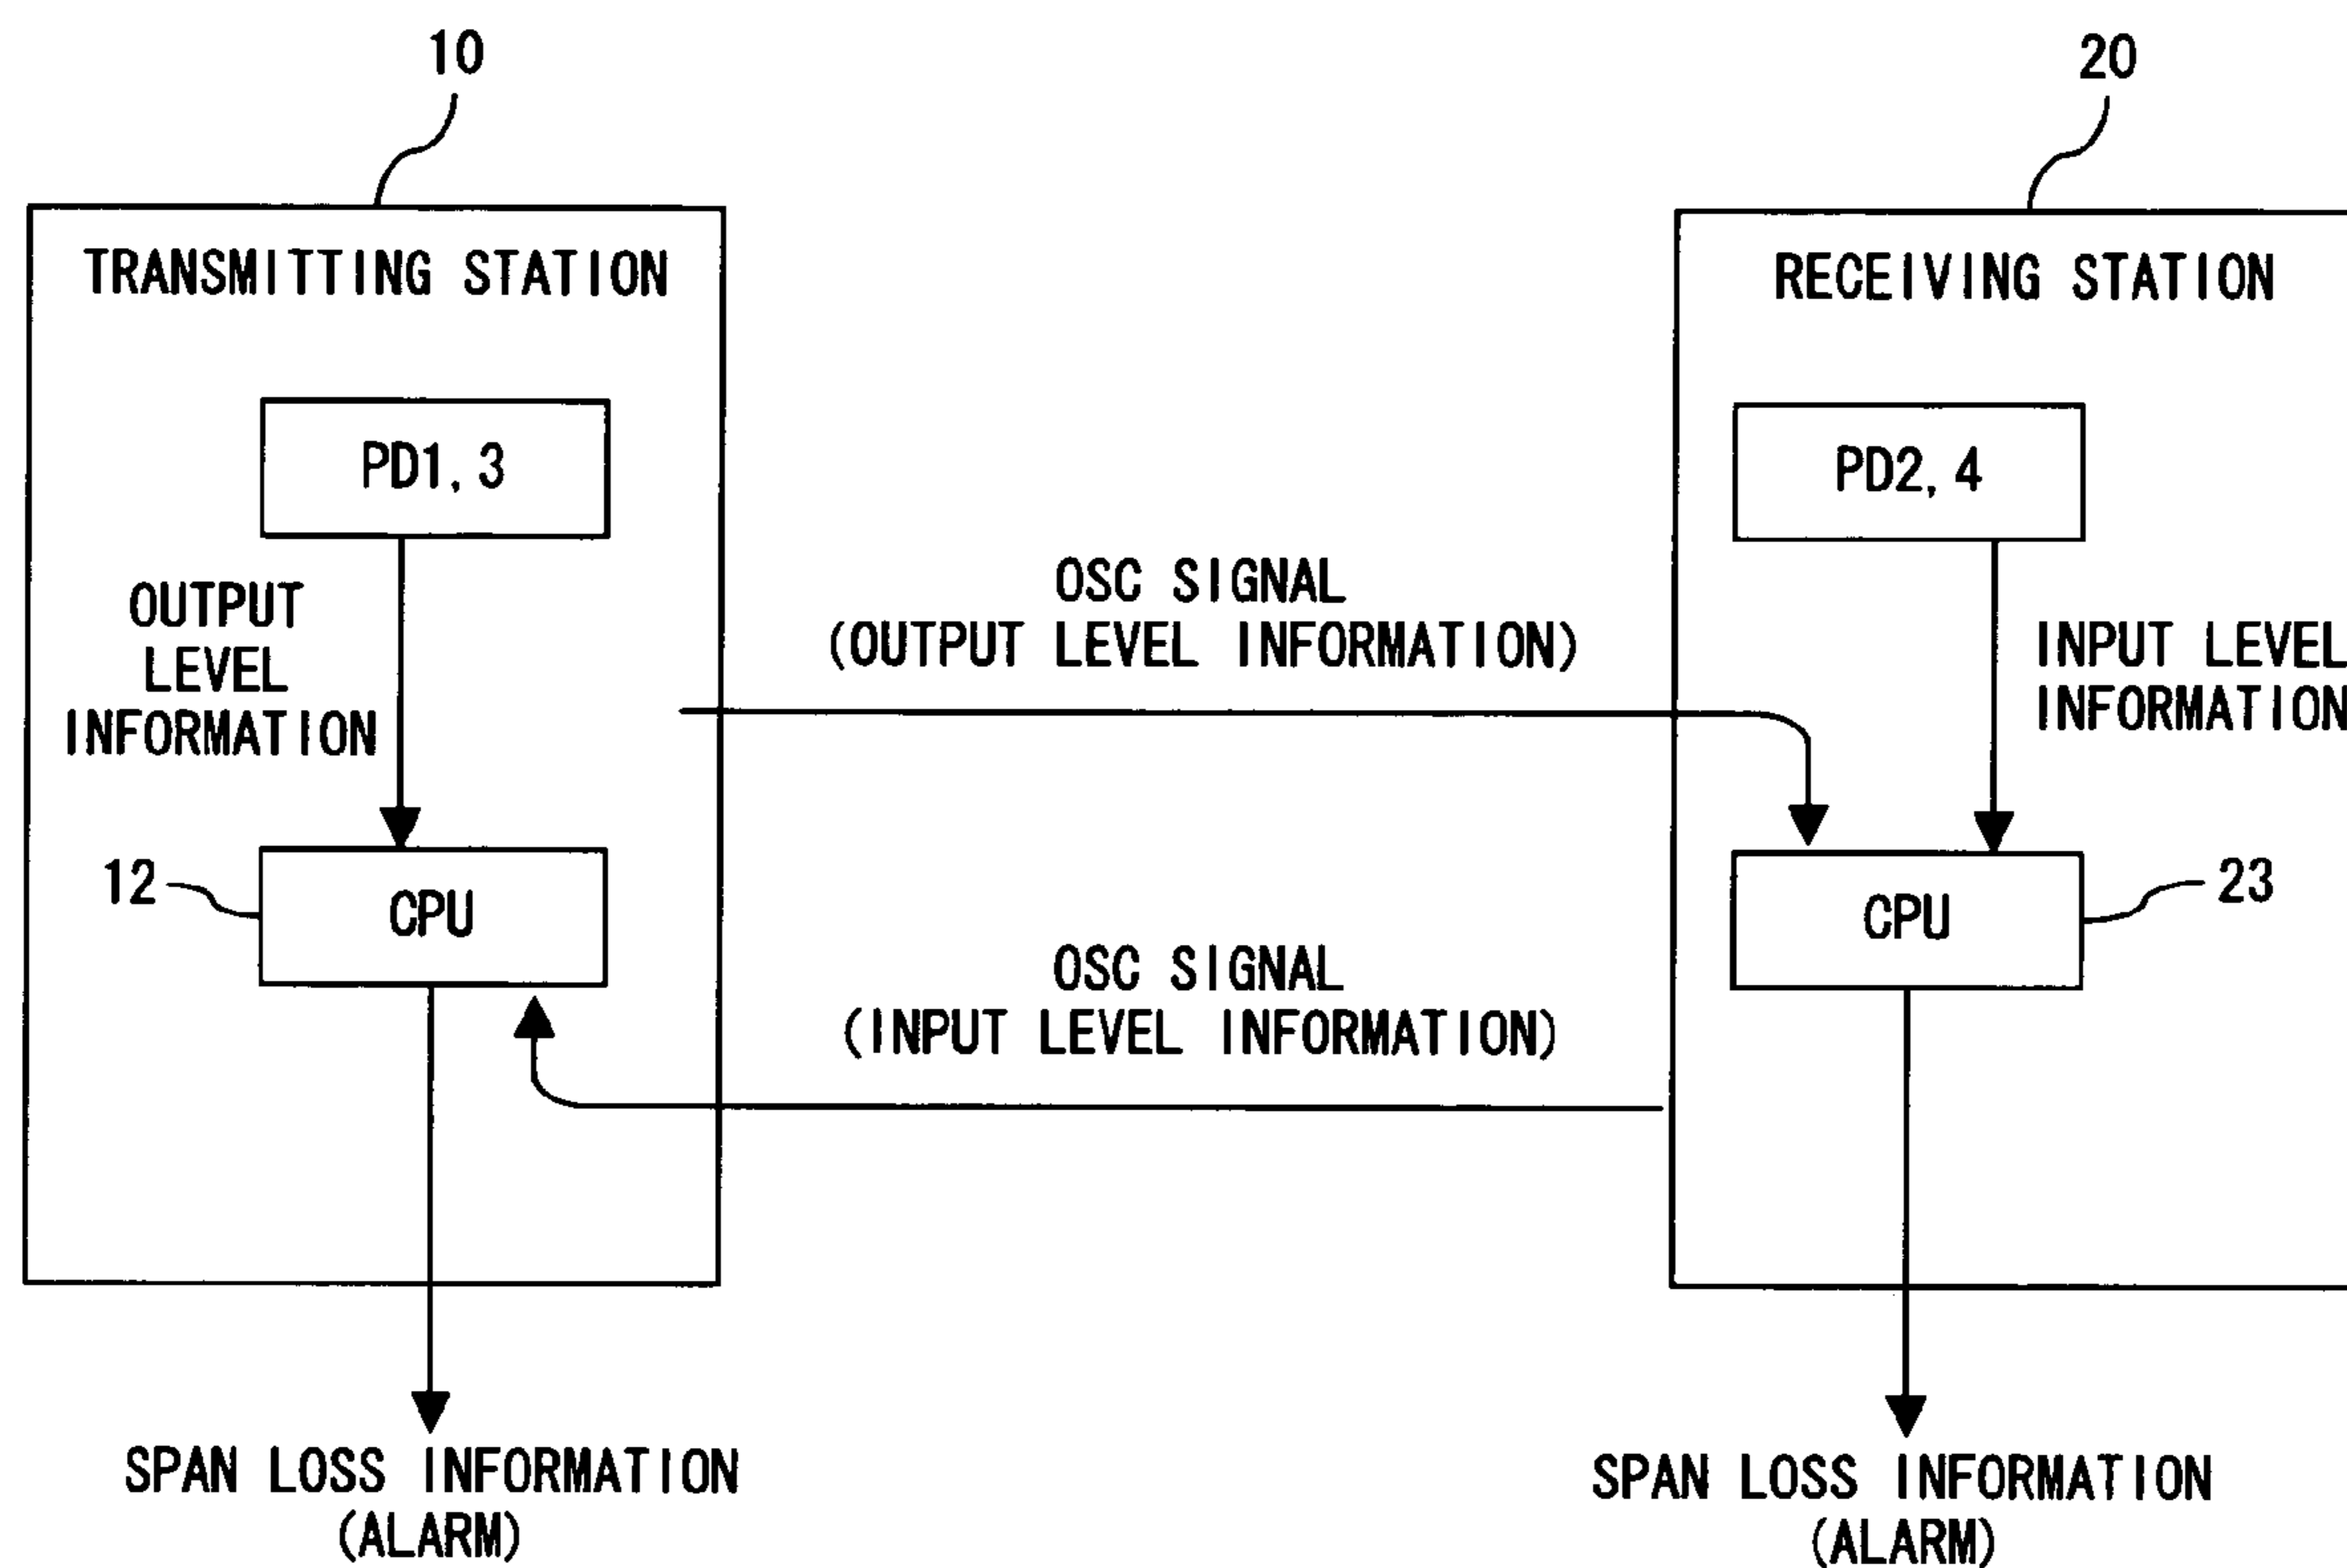 10
20
TRANSMITTING STATION
RECEIVING STATION
PD1, 3
PD2, 4
OUTPUT
LEVEL
INFORMATION
OSC SIGNAL
(OUTPUT LEVEL INFORMATION)
INPUT LEVEL
INFORMATION
12
CPU
CPU
23
OSC SIGNAL
(INPUT LEVEL INFORMATION)
SPAN LOSS INFORMATION
(ALARM)
SPAN LOSS INFORMATION
(ALARM)